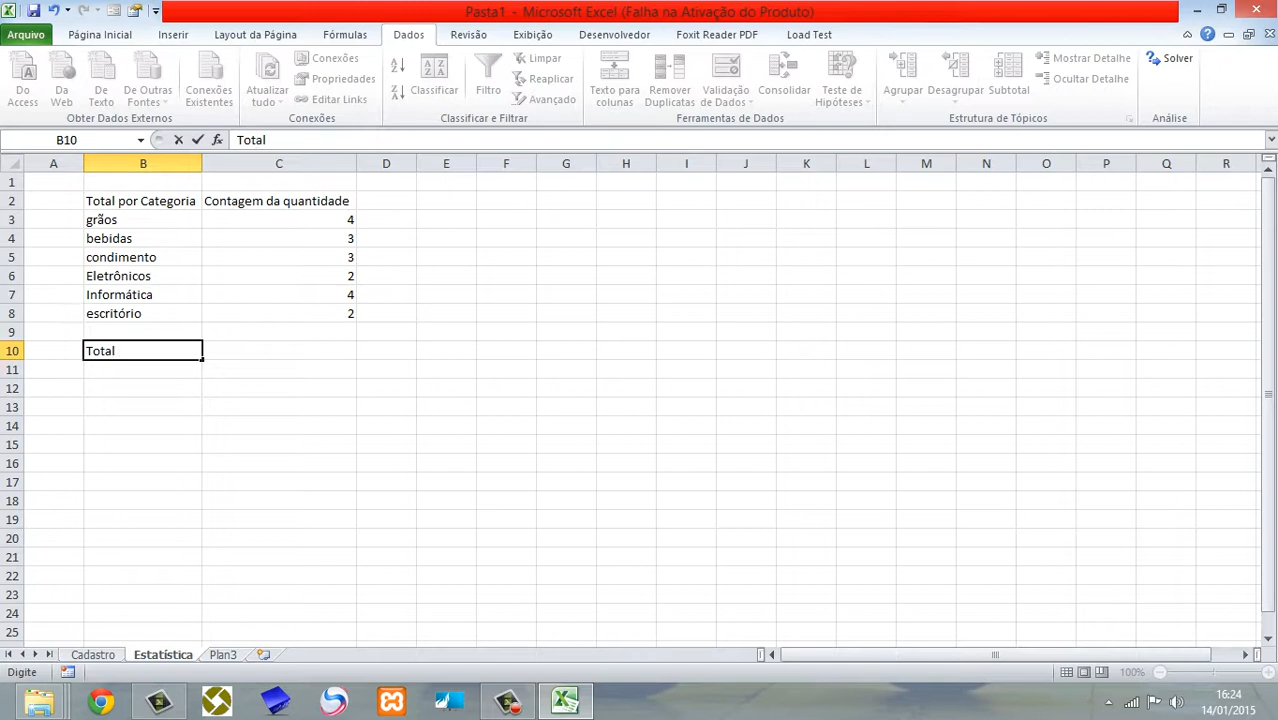 Pasta1 - Microsoft Excel (Falha na Ativação do Produto)
Arquivo Página Inicial Inserir Layout da Página Fórmulas Dados Revisão Exibição Desenvolvedor Foxit Reader PDF Load Test
Do Access
Da Web
De Texto
De Outras Fontes
Conexões Existentes
Obter Dados Externos
Atualizar tudo
Conexões
Propriedades
Editar Links
Conexões
Classificar
Filtro
Limpar
Reaplicar
Avançado
Classificar e Filtrar
Texto para colunas
Remover Duplicatas
Validação de Dados
Consolidar
Teste de Hipóteses
Ferramentas de Dados
Agrupar
Desagrupar
Subtotal
Mostrar Detalhe
Ocultar Detalhe
Estrutura de Tópicos
Solver
Análise
B10 fx Total
A B C D E F G H I J K L M N O P Q R
1
2 Total por Categoria Contagem da quantidade
3 grãos 4
4 bebidas 3
5 condimento 3
6 Eletrônicos 2
7 Informática 4
8 escritório 2
9
10 Total
11
12
13
14
15
16
17
18
19
20
21
22
23
24
25
Cadastro Estatística Plan3
Digite 100%
16:24
14/01/2015